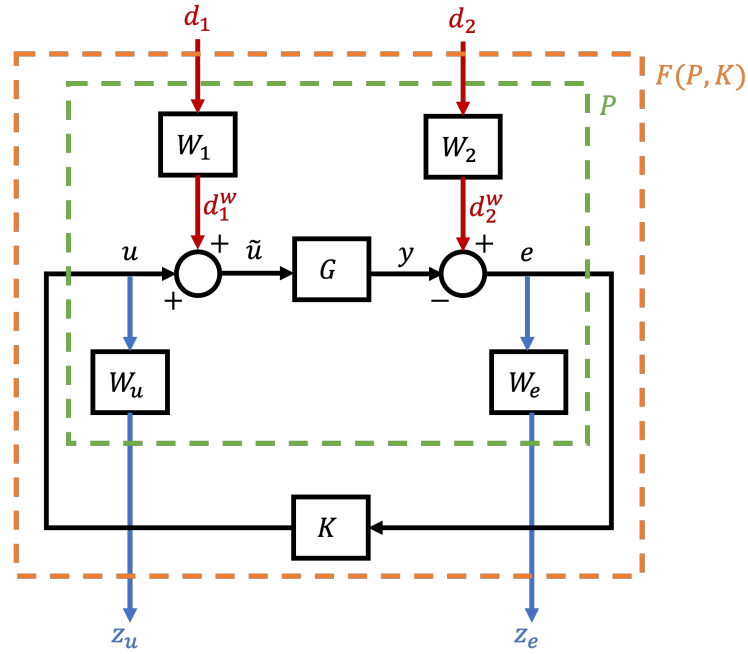 d₁ d₂
F(P, K)
P
W₁ W₂
d₁ʷ d₂ʷ
u + ũ G y + e
+ −
Wᵤ Wₑ
K
zᵤ zₑ